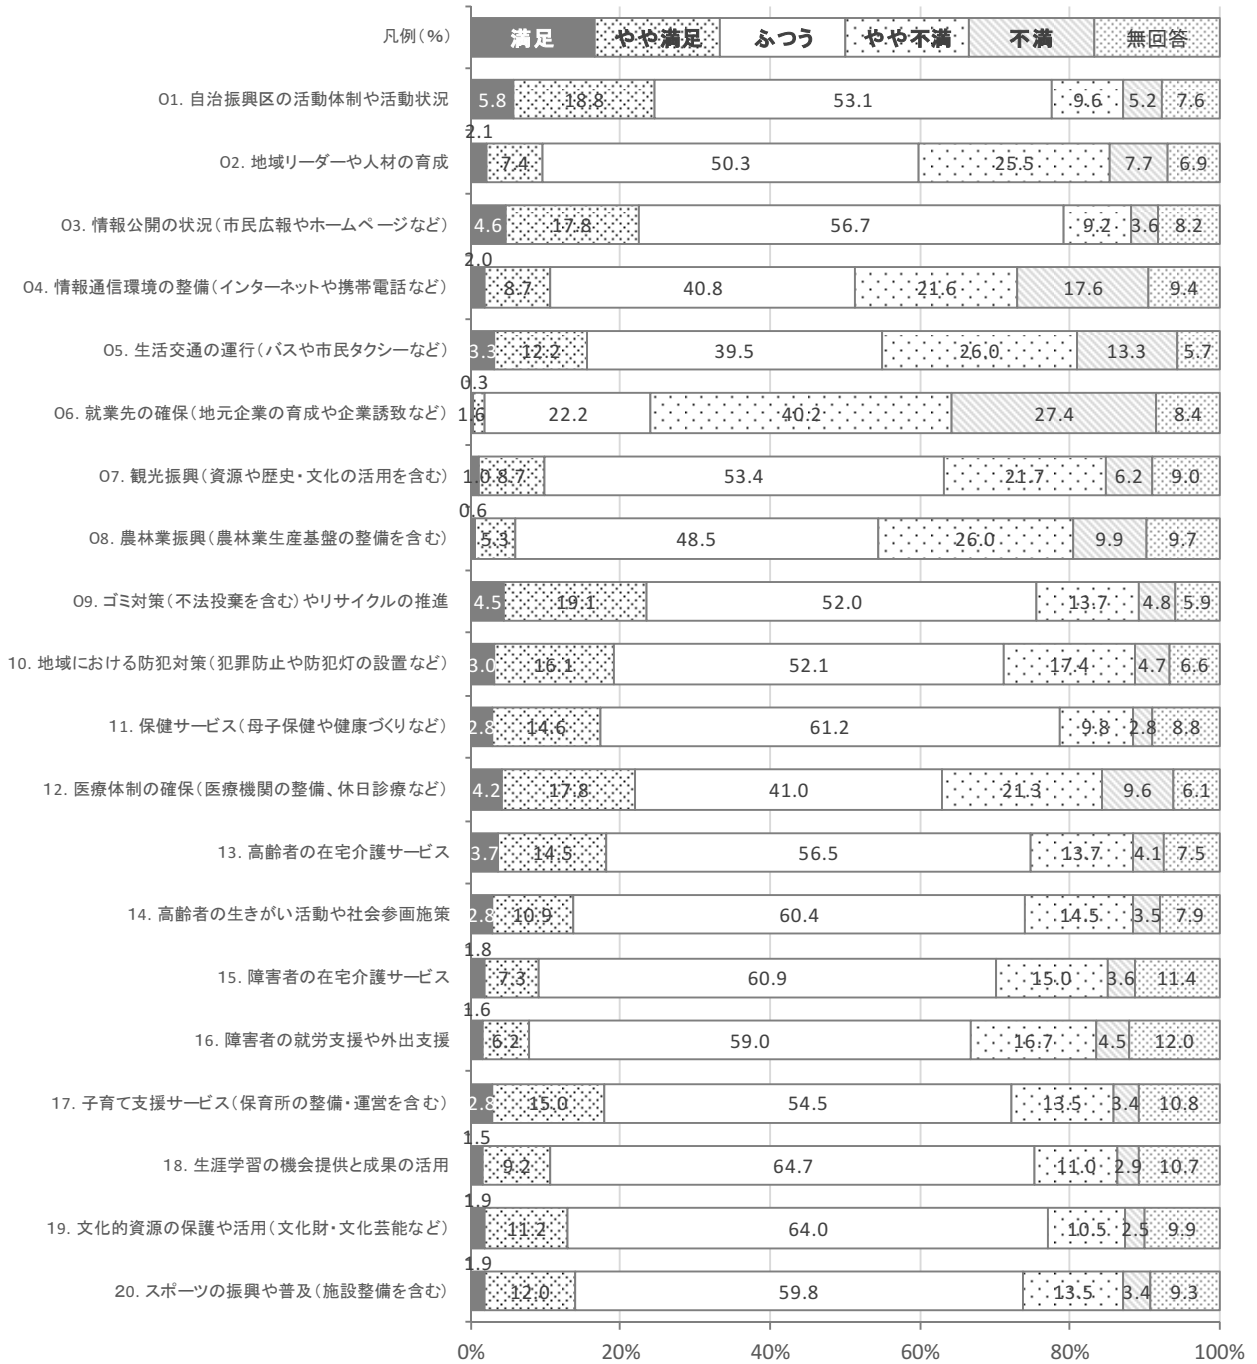 凡例(%) 満足 やや満足 ふつう やや不満 不満 無回答
01. 自治振興区の活動体制や活動状況 5.8 18.8 53.1 9.6 5.2 7.6
02. 地域リーダーや人材の育成 2.1 7.4 50.3 25.5 7.7 6.9
03. 情報公開の状況(市民広報やホームページなど) 4.6 17.8 56.7 9.2 3.6 8.2
04. 情報通信環境の整備(インターネットや携帯電話など) 2.0 8.7 40.8 21.6 17.6 9.4
05. 生活交通の運行(バスや市民タクシーなど) 3.3 12.2 39.5 26.0 13.3 5.7
06. 就業先の確保(地元企業の育成や企業誘致など) 0.3 1.6 22.2 40.2 27.4 8.4
07. 観光振興(資源や歴史・文化の活用を含む) 1.0 8.7 53.4 21.7 6.2 9.0
08. 農林業振興(農林業生産基盤の整備を含む) 0.6 5.3 48.5 26.0 9.9 9.7
09. ゴミ対策(不法投棄を含む)やリサイクルの推進 4.5 19.1 52.0 13.7 4.8 5.9
10. 地域における防犯対策(犯罪防止や防犯灯の設置など) 3.0 16.1 52.1 17.4 4.7 6.6
11. 保健サービス(母子保健や健康づくりなど) 2.8 14.6 61.2 9.8 2.8 8.8
12. 医療体制の確保(医療機関の整備、休日診療など) 4.2 17.8 41.0 21.3 9.6 6.1
13. 高齢者の在宅介護サービス 3.7 14.5 56.5 13.7 4.1 7.5
14. 高齢者の生きがい活動や社会参画施策 2.8 10.9 60.4 14.5 3.5 7.9
15. 障害者の在宅介護サービス 1.8 7.3 60.9 15.0 3.6 11.4
16. 障害者の就労支援や外出支援 1.6 6.2 59.0 16.7 4.5 12.0
17. 子育て支援サービス(保育所の整備・運営を含む) 2.8 15.0 54.5 13.5 3.4 10.8
18. 生涯学習の機会提供と成果の活用 1.5 9.2 64.7 11.0 2.9 10.7
19. 文化的資源の保護や活用(文化財・文化芸能など) 1.9 11.2 64.0 10.5 2.5 9.9
20. スポーツの振興や普及(施設整備を含む) 1.9 12.0 59.8 13.5 3.4 9.3
0% 20% 40% 60% 80% 100%